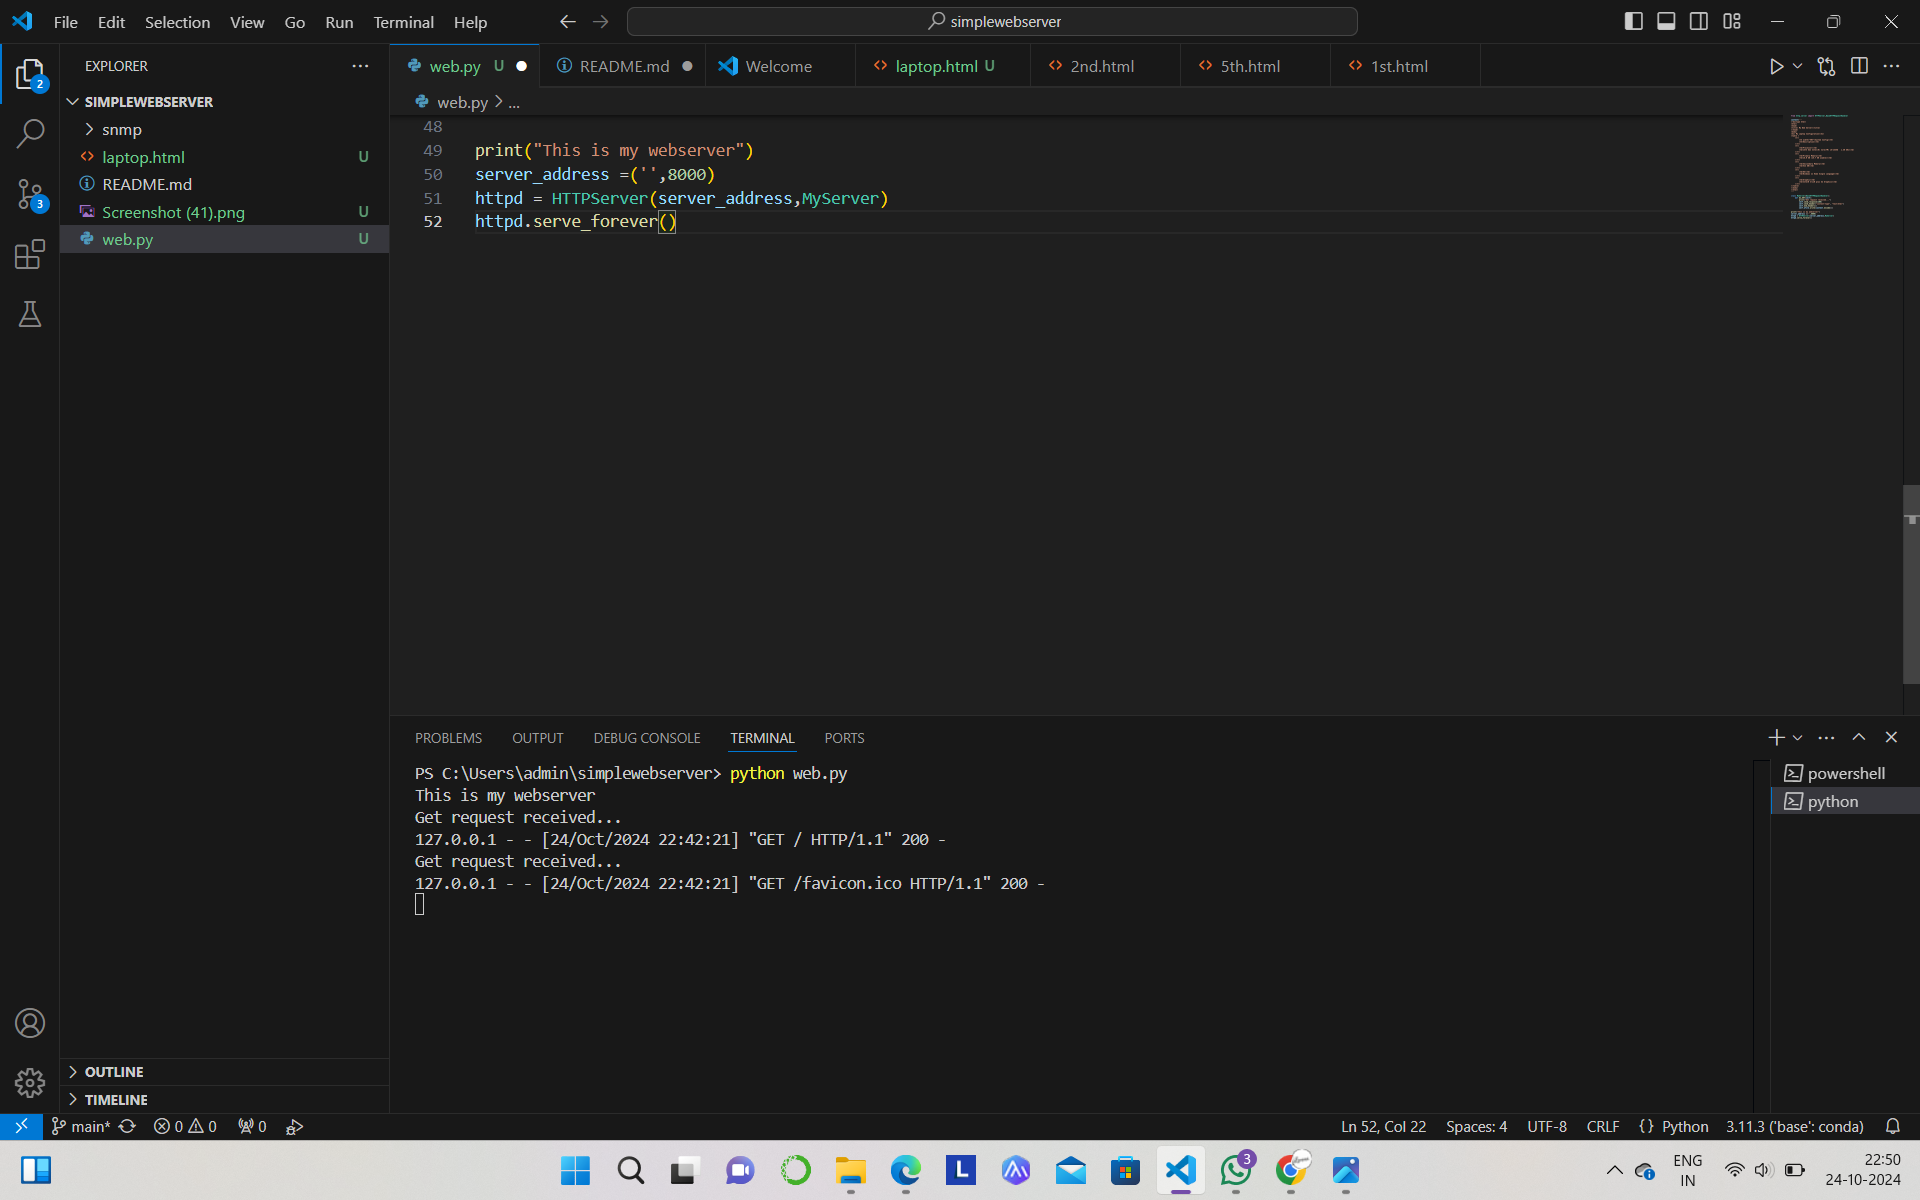 File Edit Selection View Go Run Terminal Help
simplewebserver
EXPLORER
2
3
SIMPLEWEBSERVER
snmp
laptop.html U
README.md
Screenshot (41).png U
web.py U
OUTLINE
TIMELINE
web.py U README.md Welcome laptop.html U 2nd.html 5th.html 1st.html
web.py > ...
48
49 print("This is my webserver")
50 server_address =('',8000)
51 httpd = HTTPServer(server_address,MyServer)
52 httpd.serve_forever()
PROBLEMS OUTPUT DEBUG CONSOLE TERMINAL PORTS
PS C:\Users\admin\simplewebserver> python web.py
This is my webserver
Get request received...
127.0.0.1 - - [24/Oct/2024 22:42:21] "GET / HTTP/1.1" 200 -
Get request received...
127.0.0.1 - - [24/Oct/2024 22:42:21] "GET /favicon.ico HTTP/1.1" 200 -
powershell
python
main* 0 0 0
Ln 52, Col 22 Spaces: 4 UTF-8 CRLF {} Python 3.11.3 ('base': conda)
L
3
ENG
IN
22:50
24-10-2024